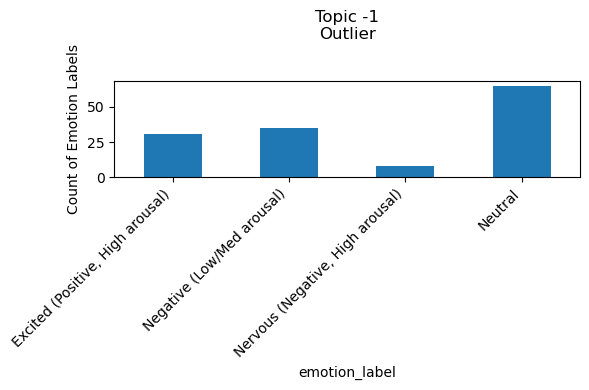 Topic -1
Outlier
Count of Emotion Labels
50
25
0
Excited (Positive, High arousal)
Negative (Low/Med arousal)
Nervous (Negative, High arousal)
Neutral
emotion_label